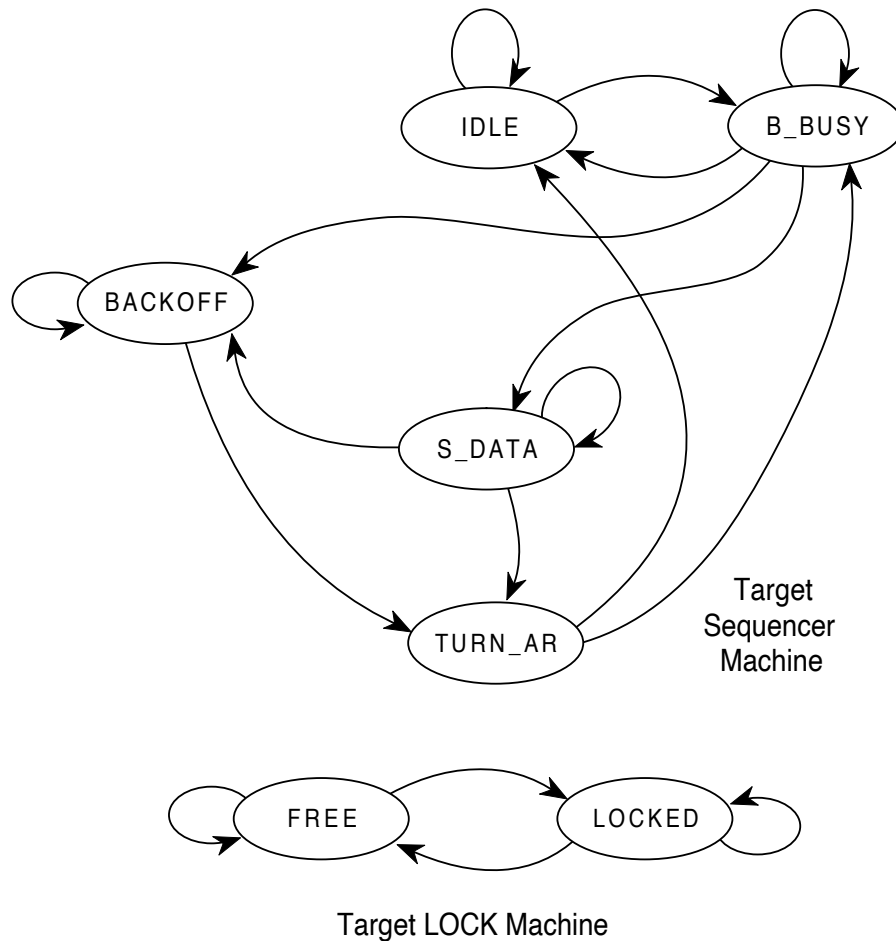 IDLE
B_BUSY
BACKOFF
S_DATA
TURN_AR
Target
Sequencer
Machine
FREE
LOCKED
Target LOCK Machine